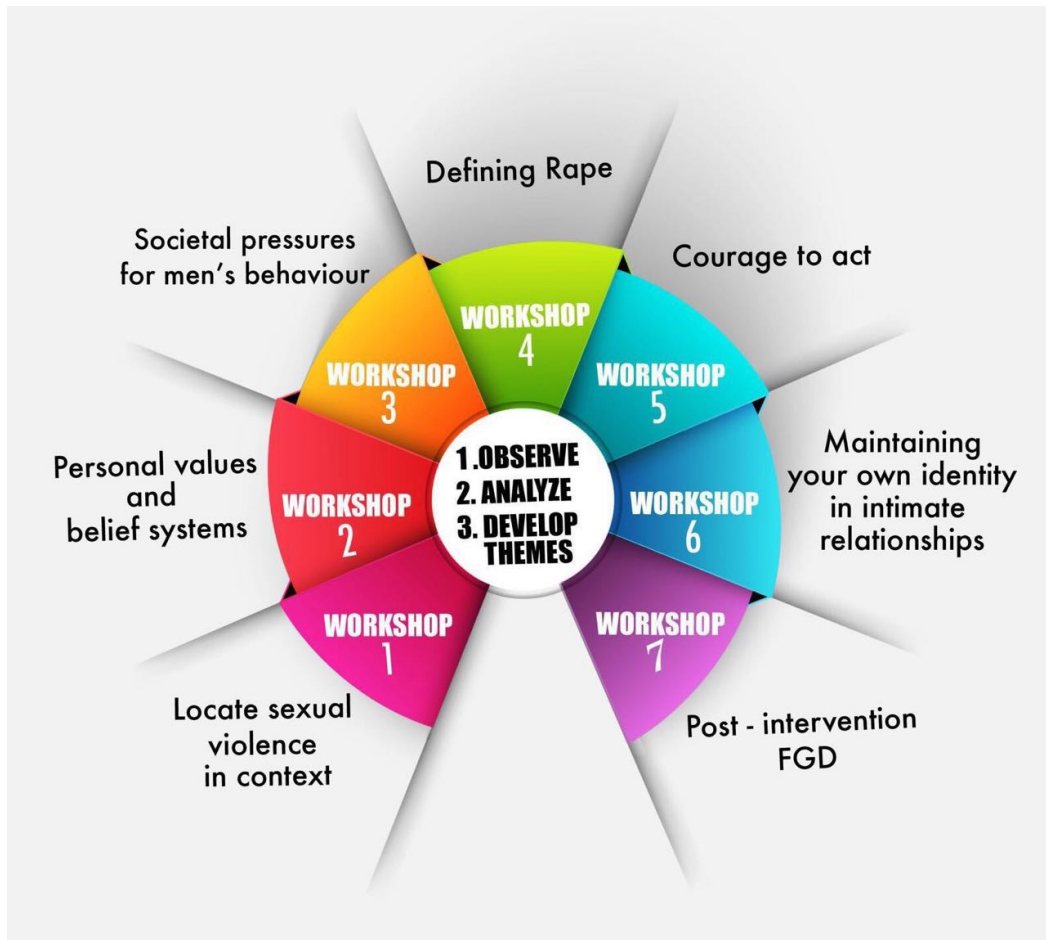 Defining Rape
Societal pressures
for men's behaviour
Courage to act
WORKSHOP
4
WORKSHOP
3
WORKSHOP
5
Personal values
and
belief systems
WORKSHOP
2
1.OBSERVE
2. ANALYZE
3. DEVELOP
THEMES
WORKSHOP
6
Maintaining
your own identity
in intimate
relationships
WORKSHOP
1
WORKSHOP
7
Locate sexual
violence
in context
Post - intervention
FGD